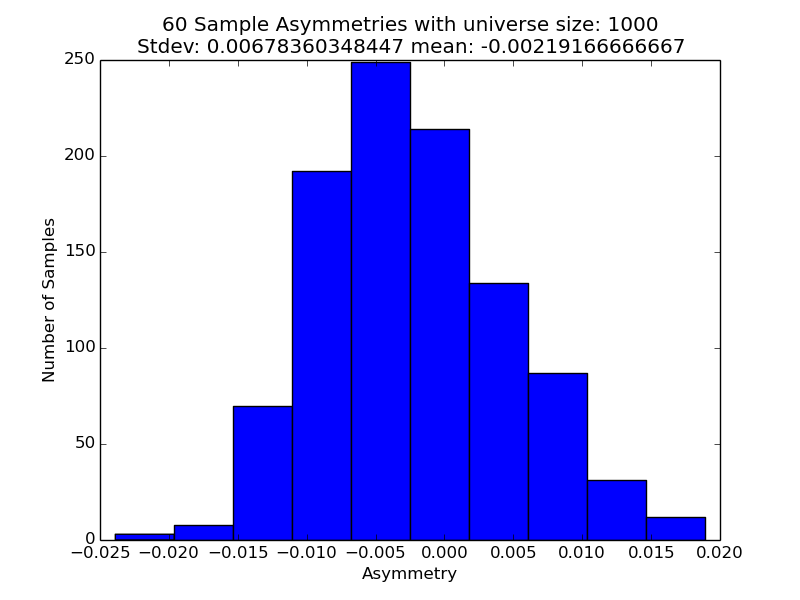 60 Sample Asymmetries with universe size: 1000
Stdev: 0.00678360348447 mean: -0.00219166666667
250
200
150
100
50
0
Number of Samples
−0.025 −0.020 −0.015 −0.010 −0.005 0.000 0.005 0.010 0.015 0.020
Asymmetry